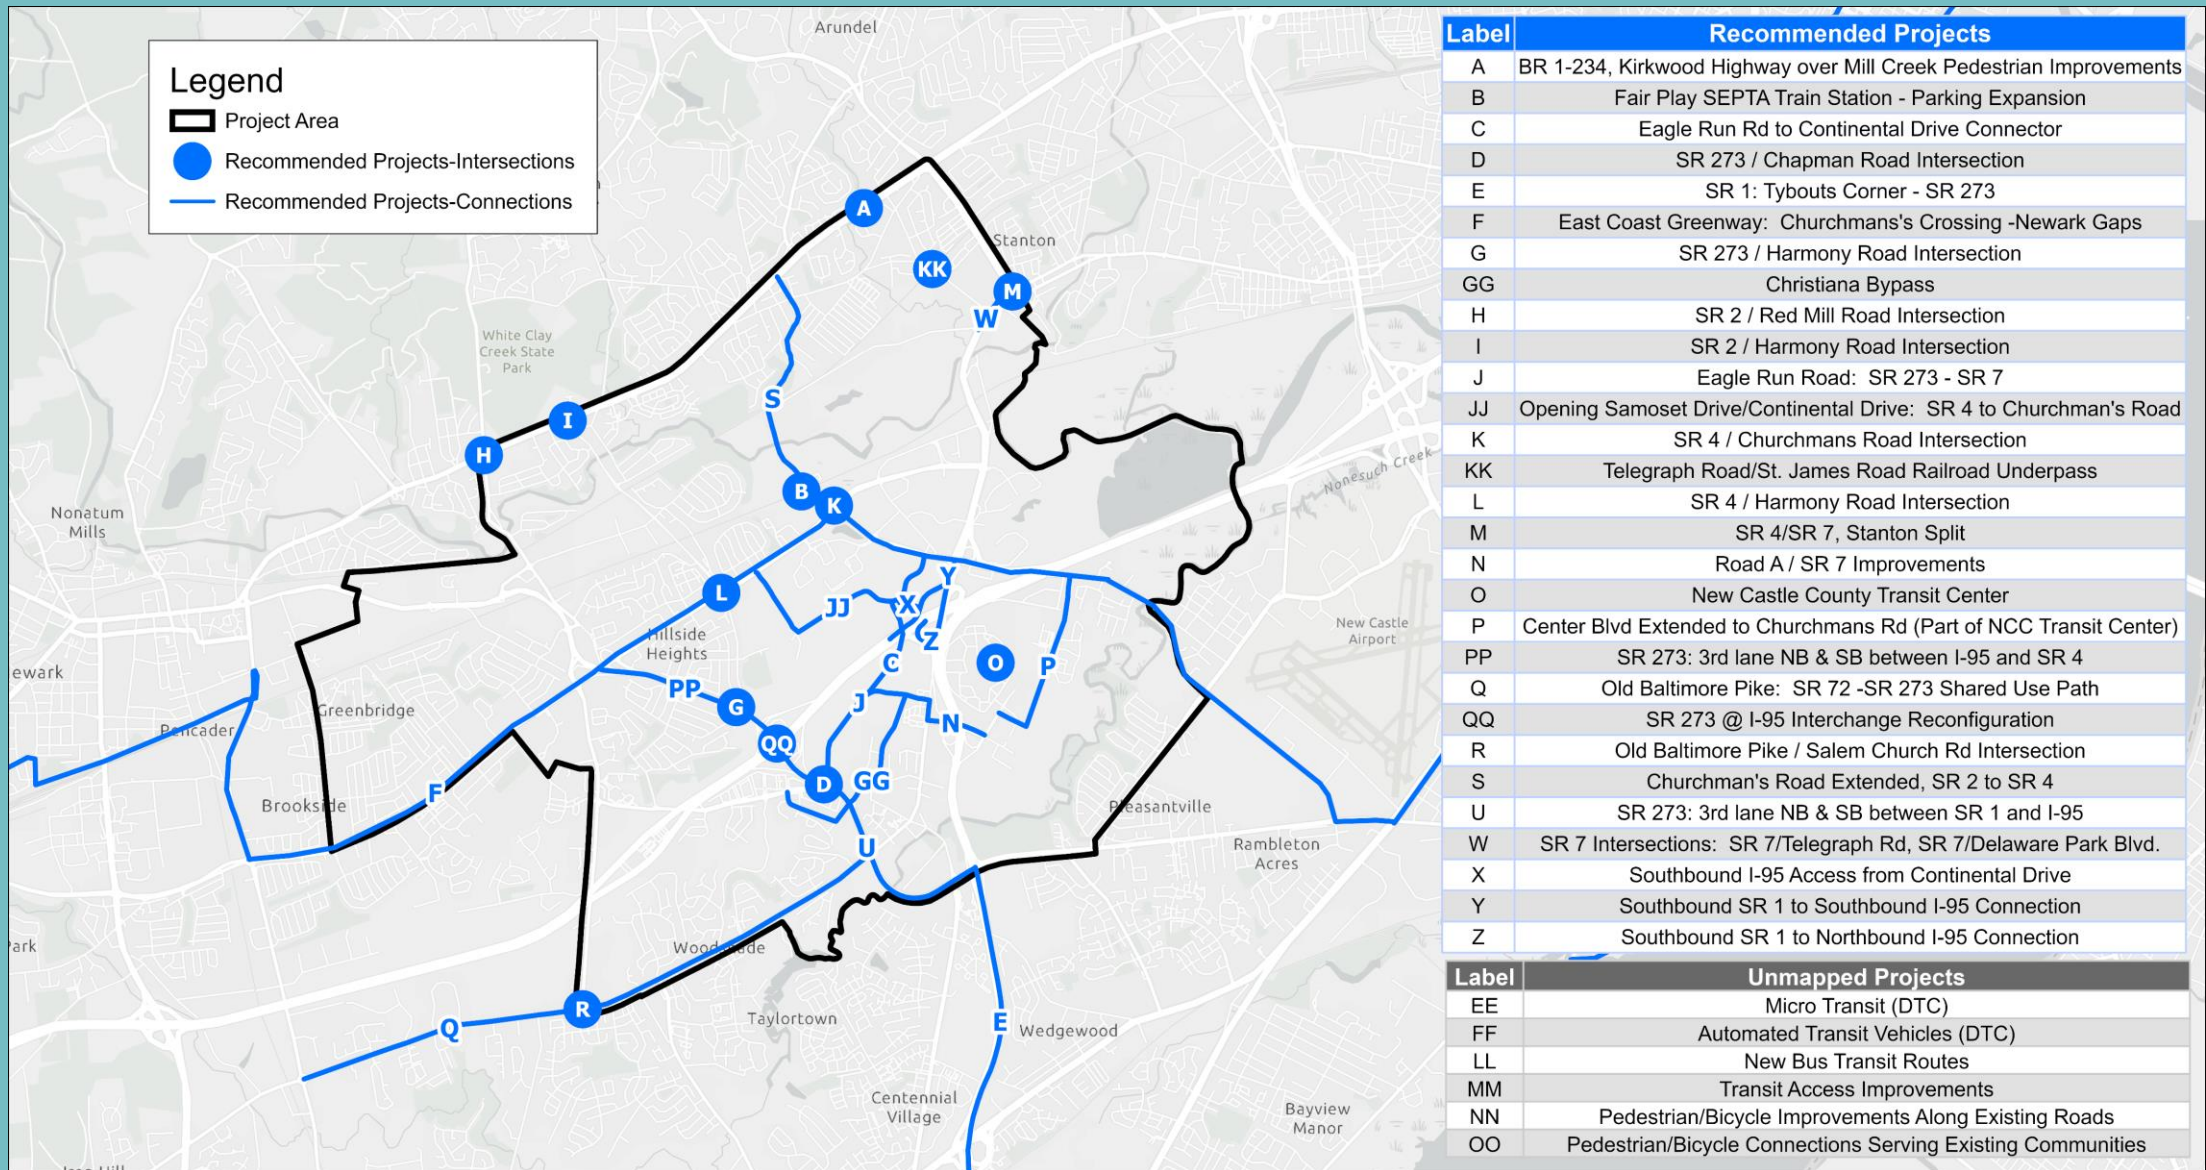 Legend
Project Area
Recommended Projects-Intersections
Recommended Projects-Connections
Arundel
Stanton
White Clay
Creek State
Park
Nonatum
Mills
Nonesuch Creek
New Castle
Airport
Hillside
Heights
ewark
Greenbridge
Pencader
Brookside
Pleasantville
Rambleton
Acres
Park
Taylortown
Wedgewood
Centennial
Village
Bayview
Manor
A
KK
M
W
I
S
H
B
K
L
JJ
X
Y
Z
C
O
P
PP
G
J
N
QQ
D
GG
F
U
R
Q
E
Label Recommended Projects
A BR 1-234, Kirkwood Highway over Mill Creek Pedestrian Improvements
B Fair Play SEPTA Train Station - Parking Expansion
C Eagle Run Rd to Continental Drive Connector
D SR 273 / Chapman Road Intersection
E SR 1: Tybouts Corner - SR 273
F East Coast Greenway: Churchmans's Crossing -Newark Gaps
G SR 273 / Harmony Road Intersection
GG Christiana Bypass
H SR 2 / Red Mill Road Intersection
I SR 2 / Harmony Road Intersection
J Eagle Run Road: SR 273 - SR 7
JJ Opening Samoset Drive/Continental Drive: SR 4 to Churchman's Road
K SR 4 / Churchmans Road Intersection
KK Telegraph Road/St. James Road Railroad Underpass
L SR 4 / Harmony Road Intersection
M SR 4/SR 7, Stanton Split
N Road A / SR 7 Improvements
O New Castle County Transit Center
P Center Blvd Extended to Churchmans Rd (Part of NCC Transit Center)
PP SR 273: 3rd lane NB & SB between I-95 and SR 4
Q Old Baltimore Pike: SR 72 -SR 273 Shared Use Path
QQ SR 273 @ I-95 Interchange Reconfiguration
R Old Baltimore Pike / Salem Church Rd Intersection
S Churchman's Road Extended, SR 2 to SR 4
U SR 273: 3rd lane NB & SB between SR 1 and I-95
W SR 7 Intersections: SR 7/Telegraph Rd, SR 7/Delaware Park Blvd.
X Southbound I-95 Access from Continental Drive
Y Southbound SR 1 to Southbound I-95 Connection
Z Southbound SR 1 to Northbound I-95 Connection
Label Unmapped Projects
EE Micro Transit (DTC)
FF Automated Transit Vehicles (DTC)
LL New Bus Transit Routes
MM Transit Access Improvements
NN Pedestrian/Bicycle Improvements Along Existing Roads
OO Pedestrian/Bicycle Connections Serving Existing Communities